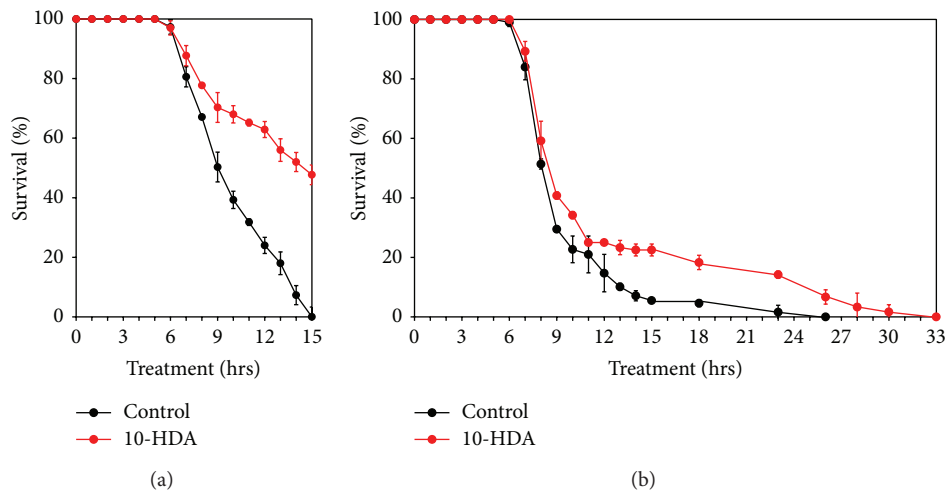 100
80
60
40
20
0
Survival (%)
0 3 6 9 12 15
Treatment (hrs)
Control
10-HDA
(a)
100
80
60
40
20
0
Survival (%)
0 3 6 9 12 15 18 21 24 27 30 33
Treatment (hrs)
Control
10-HDA
(b)